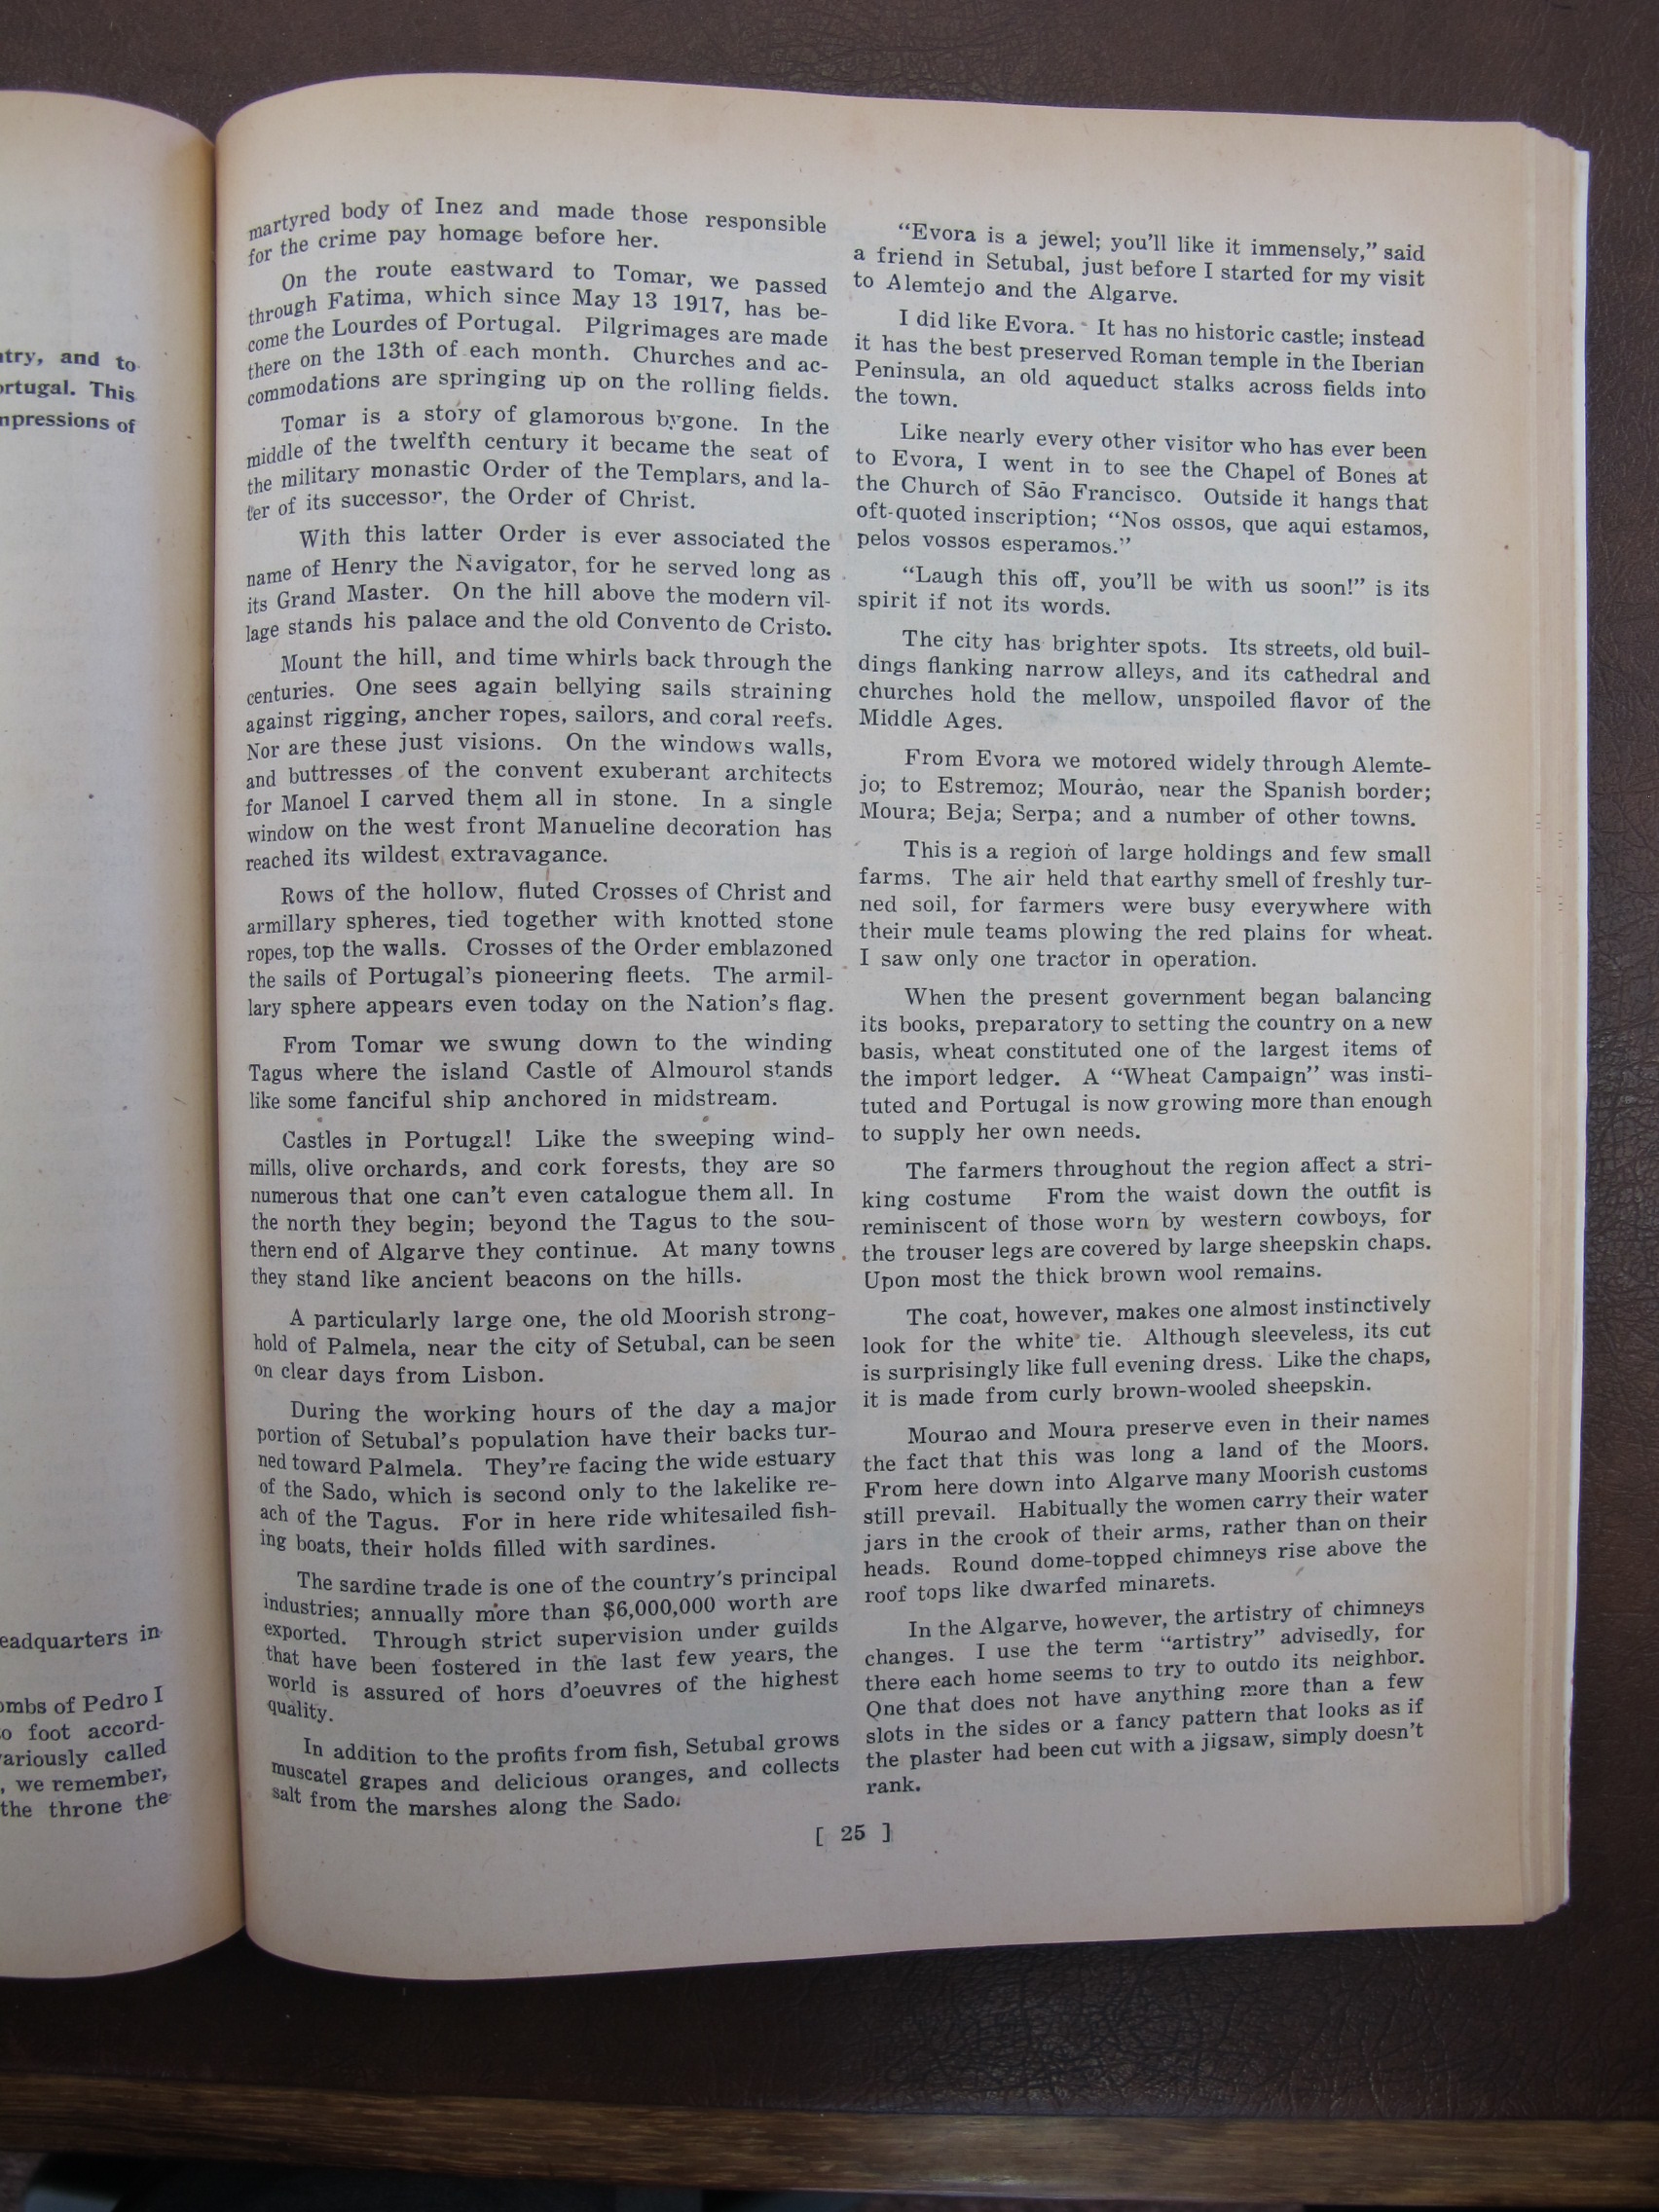 ntry, and to
ortugal. This
mpressions of
eadquarters in
ombs of Pedro I
o foot accord-
ariously called
, we remember,
the throne the
martyred body of Inez and made those responsible
for the crime pay homage before her.
On the route eastward to Tomar, we passed
through Fatima, which since May 13 1917, has be-
come the Lourdes of Portugal. Pilgrimages are made
there on the 13th of each month. Churches and ac-
commodations are springing up on the rolling fields.
Tomar is a story of glamorous bygone. In the
middle of the twelfth century it became the seat of
the military monastic Order of the Templars, and la-
ter of its successor, the Order of Christ.
With this latter Order is ever associated the
name of Henry the Navigator, for he served long as
its Grand Master. On the hill above the modern vil-
lage stands his palace and the old Convento de Cristo.
Mount the hill, and time whirls back through the
centuries. One sees again bellying sails straining
against rigging, ancher ropes, sailors, and coral reefs.
Nor are these just visions. On the windows walls,
and buttresses of the convent exuberant architects
for Manoel I carved them all in stone. In a single
window on the west front Manueline decoration has
reached its wildest extravagance.
Rows of the hollow, fluted Crosses of Christ and
armillary spheres, tied together with knotted stone
ropes, top the walls. Crosses of the Order emblazoned
the sails of Portugal's pioneering fleets. The armil-
lary sphere appears even today on the Nation's flag.
From Tomar we swung down to the winding
Tagus where the island Castle of Almourol stands
like some fanciful ship anchored in midstream.
Castles in Portugal! Like the sweeping wind-
mills, olive orchards, and cork forests, they are so
numerous that one can't even catalogue them all. In
the north they begin; beyond the Tagus to the sou-
thern end of Algarve they continue. At many towns
they stand like ancient beacons on the hills.
A particularly large one, the old Moorish strong-
hold of Palmela, near the city of Setubal, can be seen
on clear days from Lisbon.
During the working hours of the day a major
portion of Setubal's population have their backs tur-
ned toward Palmela. They're facing the wide estuary
of the Sado, which is second only to the lakelike re-
ach of the Tagus. For in here ride whitesailed fish-
ing boats, their holds filled with sardines.
The sardine trade is one of the country's principal
industries; annually more than $6,000,000 worth are
exported. Through strict supervision under guilds
that have been fostered in the last few years, the
world is assured of hors d'oeuvres of the highest
quality.
In addition to the profits from fish, Setubal grows
muscatel grapes and delicious oranges, and collects
salt from the marshes along the Sado.
"Evora is a jewel; you'll like it immensely," said
a friend in Setubal, just before I started for my visit
to Alemtejo and the Algarve.
I did like Evora. It has no historic castle; instead
it has the best preserved Roman temple in the Iberian
Peninsula, an old aqueduct stalks across fields into
the town.
Like nearly every other visitor who has ever been
to Evora, I went in to see the Chapel of Bones at
the Church of São Francisco. Outside it hangs that
oft-quoted inscription; "Nos ossos, que aqui estamos,
pelos vossos esperamos."
"Laugh this off, you'll be with us soon!" is its
spirit if not its words.
The city has brighter spots. Its streets, old buil-
dings flanking narrow alleys, and its cathedral and
churches hold the mellow, unspoiled flavor of the
Middle Ages.
From Evora we motored widely through Alemte-
jo; to Estremoz; Mourão, near the Spanish border;
Moura; Beja; Serpa; and a number of other towns.
This is a region of large holdings and few small
farms. The air held that earthy smell of freshly tur-
ned soil, for farmers were busy everywhere with
their mule teams plowing the red plains for wheat.
I saw only one tractor in operation.
When the present government began balancing
its books, preparatory to setting the country on a new
basis, wheat constituted one of the largest items of
the import ledger. A "Wheat Campaign" was insti-
tuted and Portugal is now growing more than enough
to supply her own needs.
The farmers throughout the region affect a stri-
king costume From the waist down the outfit is
reminiscent of those worn by western cowboys, for
the trouser legs are covered by large sheepskin chaps.
Upon most the thick brown wool remains.
The coat, however, makes one almost instinctively
look for the white tie. Although sleeveless, its cut
is surprisingly like full evening dress. Like the chaps,
it is made from curly brown-wooled sheepskin.
Mourao and Moura preserve even in their names
the fact that this was long a land of the Moors.
From here down into Algarve many Moorish customs
still prevail. Habitually the women carry their water
jars in the crook of their arms, rather than on their
heads. Round dome-topped chimneys rise above the
roof tops like dwarfed minarets.
In the Algarve, however, the artistry of chimneys
changes. I use the term "artistry" advisedly, for
there each home seems to try to outdo its neighbor.
One that does not have anything more than a few
slots in the sides or a fancy pattern that looks as if
the plaster had been cut with a jigsaw, simply doesn't
rank.
[ 25 ]